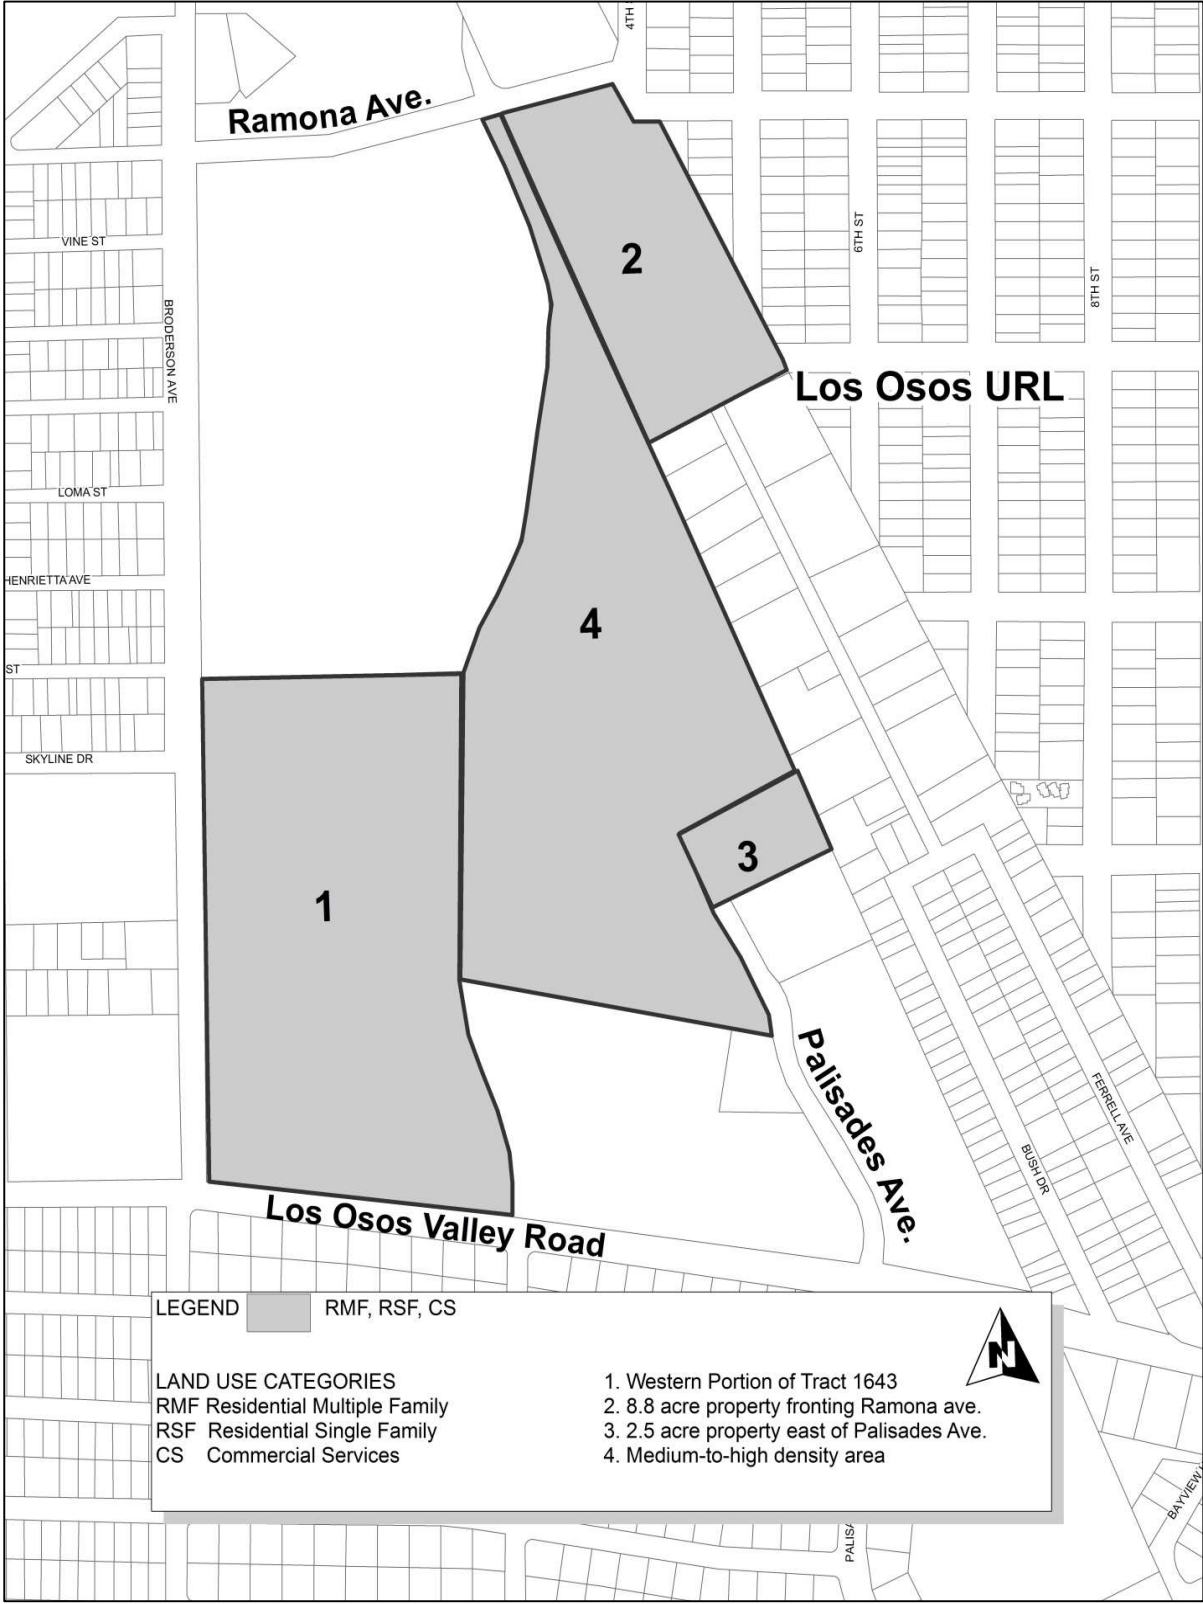 4TH
Ramona Ave.
VINE ST
6TH ST
2
8TH ST
BRODERSON AVE
Los Osos URL
LOMA ST
HENRIETTA AVE
4
ST
SKYLINE DR
3
1
Palisades Ave.
FERRELL AVE
BUSH DR
Los Osos Valley Road
LEGEND RMF, RSF, CS
N
LAND USE CATEGORIES
RMF Residential Multiple Family
RSF Residential Single Family
CS Commercial Services
1. Western Portion of Tract 1643
2. 8.8 acre property fronting Ramona ave.
3. 2.5 acre property east of Palisades Ave.
4. Medium-to-high density area
BAYVIEW
PALISA